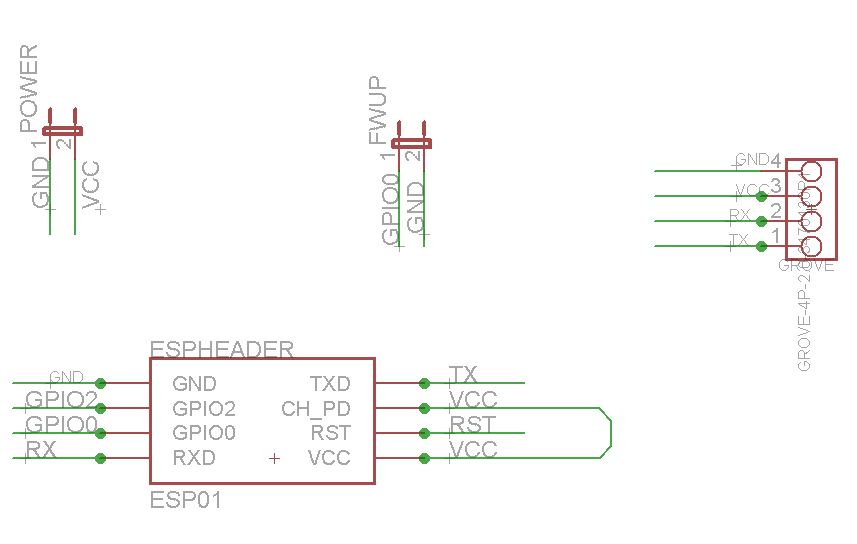 POWER
1
2
GND
VCC
FWUP
1
2
GPIO0
GND
GND 4
VCC 3
RX 2
TX 1
GROVE
GROVE-4P-2.0
ESPHEADER
GND GND TXD TX
GPIO2 GPIO2 CH_PD VCC
GPIO0 GPIO0 RST RST
RX RXD VCC VCC
ESP01